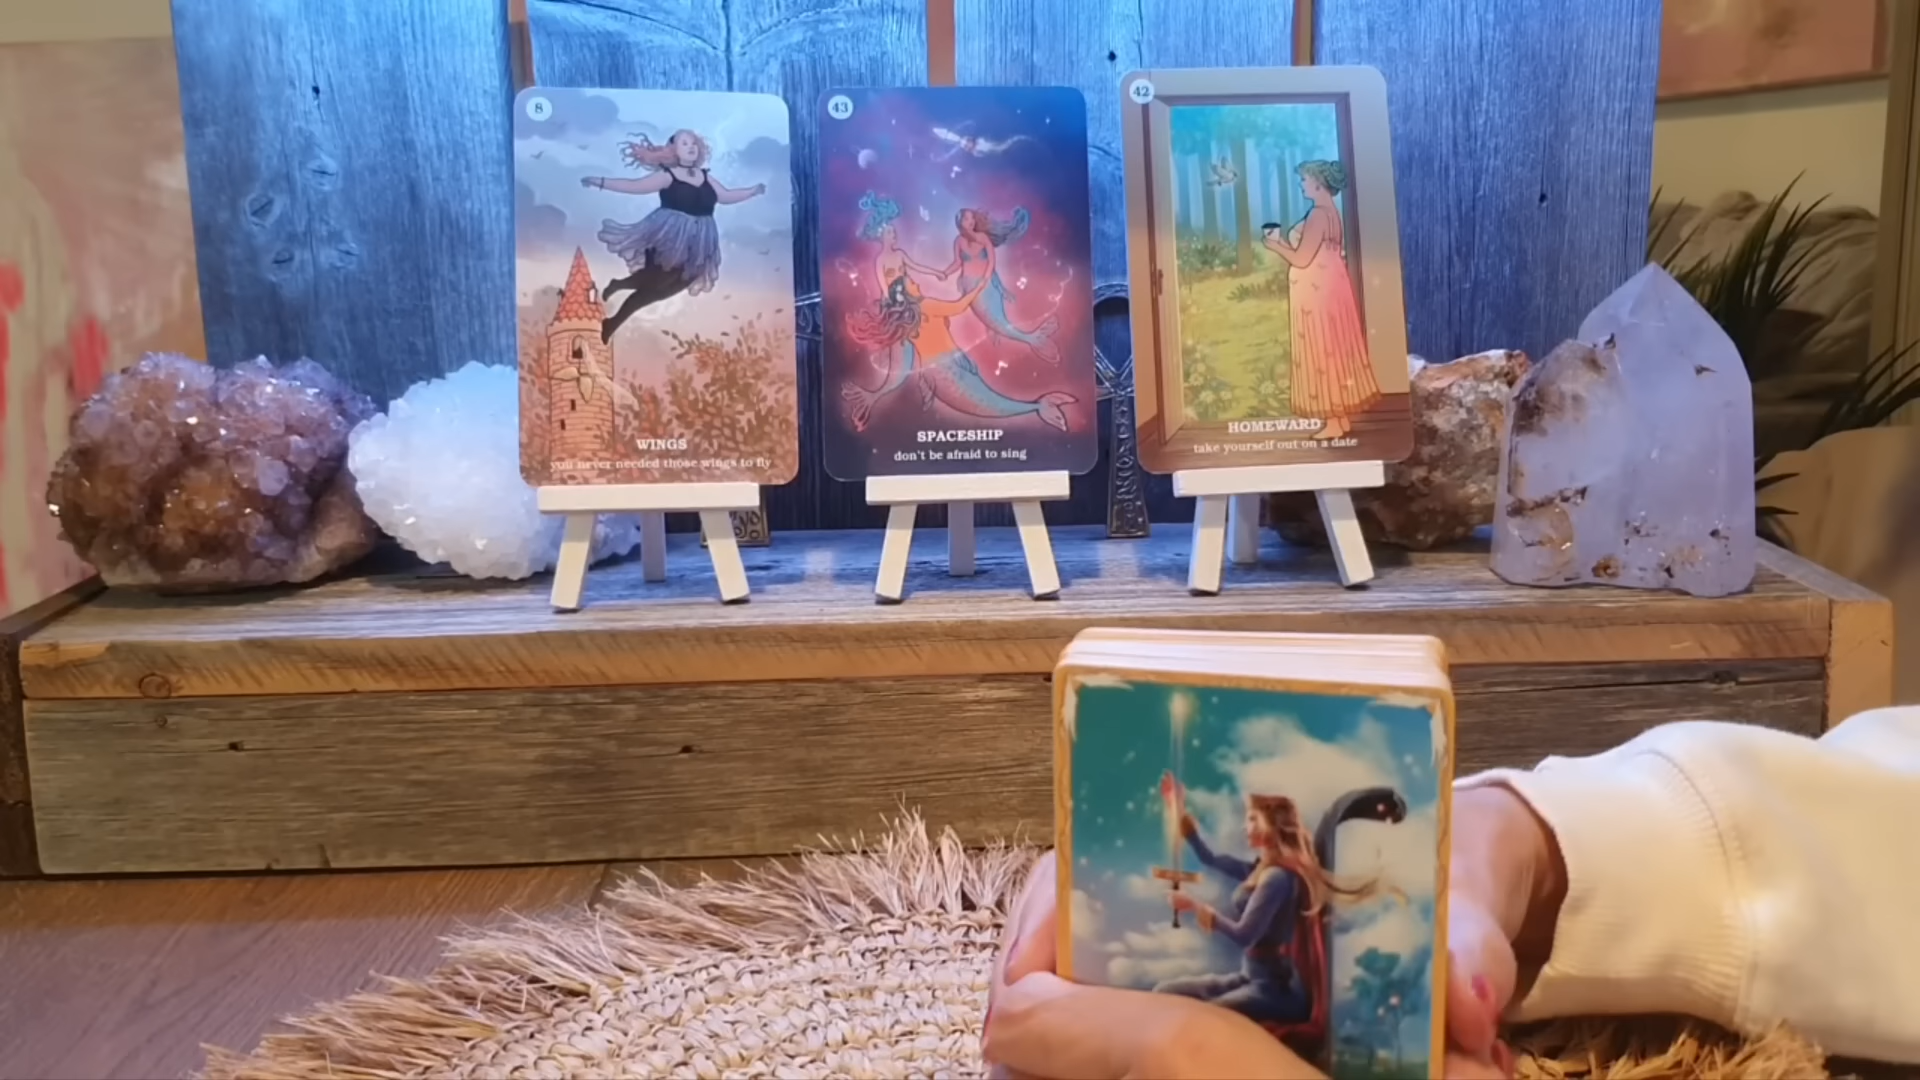 8
WINGS
you never needed those wings to fly
43
SPACESHIP
don't be afraid to sing
42
HOMEWARD
take yourself out on a date